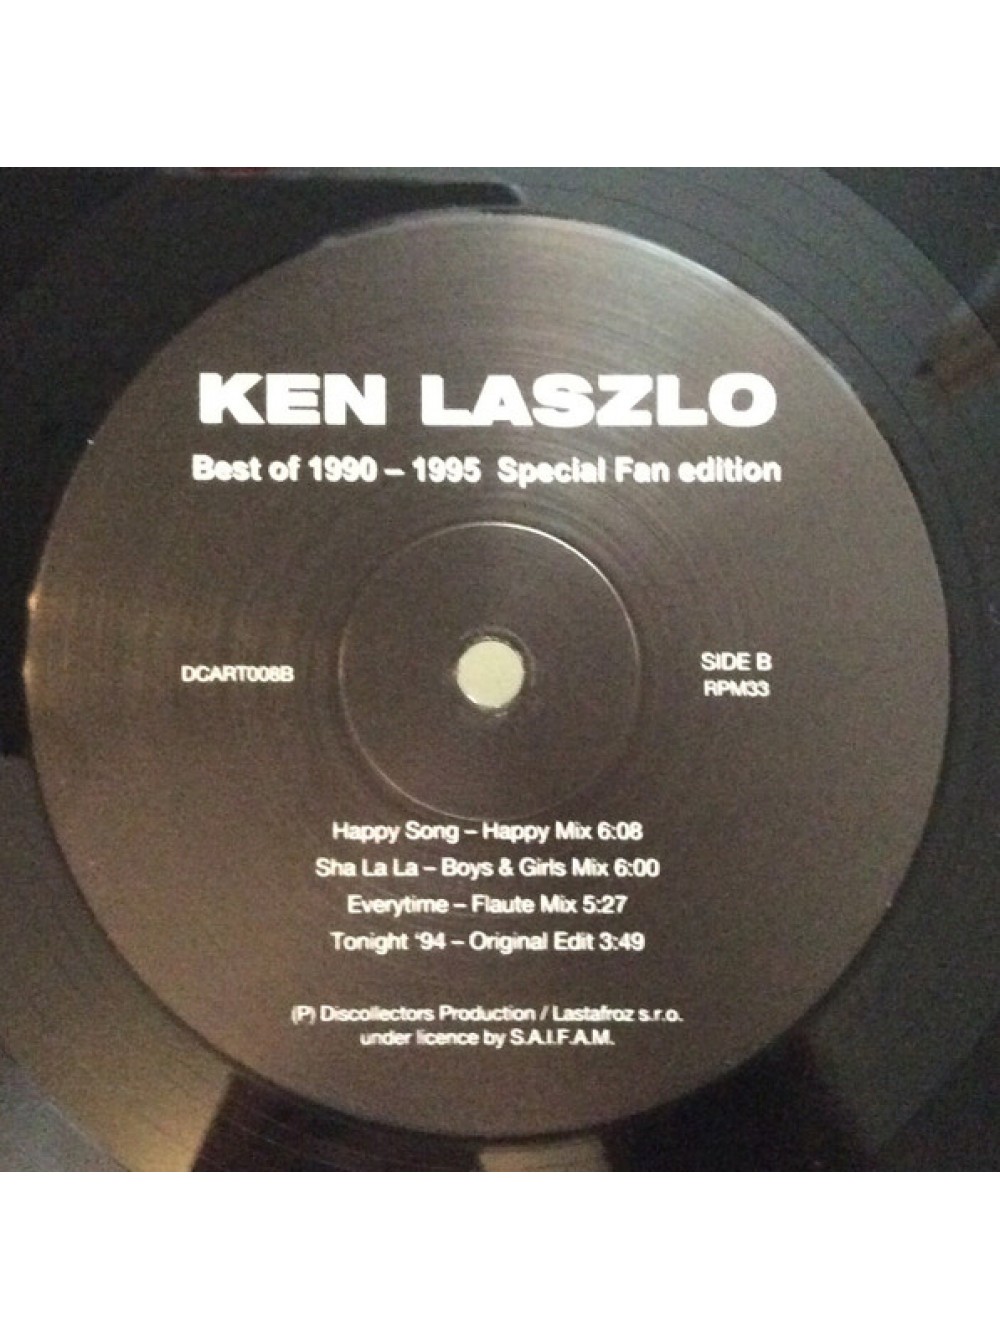 KEN LASZLO
Best of 1990 – 1995 Special Fan edition
DCART008B
SIDE B
RPM33
Happy Song – Happy Mix 6:08
Sha La La – Boys & Girls Mix 6:00
Everytime – Flaute Mix 5:27
Tonight '94 – Original Edit 3:49
(P) Discollectors Production / Lastafroz s.r.o.
under licence by S.A.I.F.A.M.